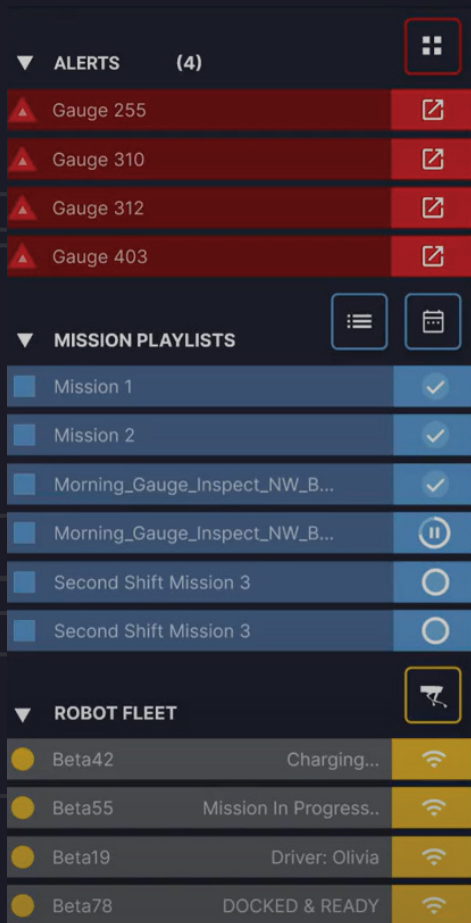 ALERTS (4)
Gauge 255
Gauge 310
Gauge 312
Gauge 403
MISSION PLAYLISTS
Mission 1
Mission 2
Morning_Gauge_Inspect_NW_B...
Morning_Gauge_Inspect_NW_B...
Second Shift Mission 3
Second Shift Mission 3
ROBOT FLEET
Beta42 Charging...
Beta55 Mission In Progress..
Beta19 Driver: Olivia
Beta78 DOCKED & READY